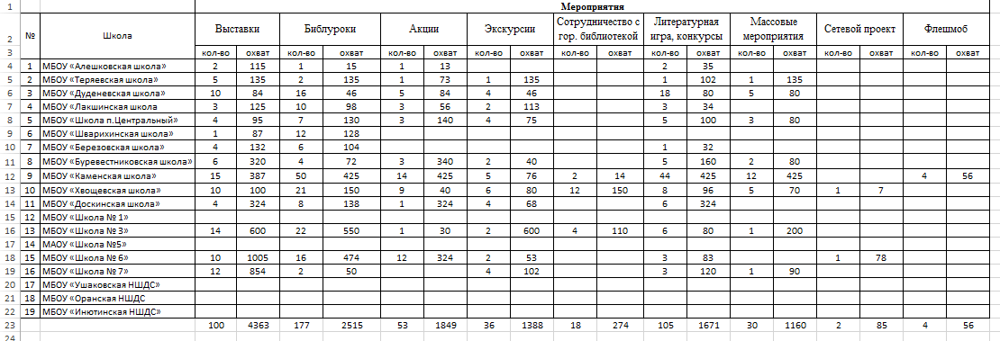 1 Мероприятия
2 № Школа Выставки Библуроки Акции Экскурсии Сотрудничество с гор. библиотекой Литературная игра, конкурсы Массовые мероприятия Сетевой проект Флешмоб
3 кол-во охват кол-во охват кол-во охват кол-во охват кол-во охват кол-во охват кол-во охват кол-во охват кол-во охват
4 1 МБОУ «Алешковская школа» 2 115 1 15 1 13 2 35
5 2 МБОУ «Теряевская школа» 5 135 2 135 1 73 1 135 1 102 1 135
6 3 МБОУ «Дуденевская школа» 10 84 16 46 5 84 4 46 18 80 5 80
7 4 МБОУ «Лакшинская школа 3 125 10 98 3 56 2 113 3 34
8 5 МБОУ «Школа п.Центральный» 4 95 7 130 3 140 4 75 5 100 3 80
9 6 МБОУ «Шварихинская школа» 1 87 12 128
10 7 МБОУ «Березовская школа» 4 132 6 104 1 32
11 8 МБОУ «Буревестниковская школа» 6 320 4 72 3 340 2 40 5 160 2 80
12 9 МБОУ «Каменская школа» 15 387 50 425 14 425 5 76 2 14 44 425 12 425 4 56
13 10 МБОУ «Хвощевская школа» 10 100 21 150 9 40 6 80 12 150 8 96 5 70 1 7
14 11 МБОУ «Доскинская школа» 4 324 8 138 1 324 4 68 6 324
15 12 МБОУ «Школа № 1»
16 13 МБОУ «Школа № 3» 14 600 22 550 1 30 2 600 4 110 6 80 1 200
17 14 МАОУ «Школа №5»
18 15 МБОУ «Школа № 6» 10 1005 16 474 12 324 2 53 3 83 1 78
19 16 МБОУ «Школа № 7» 12 854 2 50 4 102 3 120 1 90
20 17 МБОУ «Ушаковская НШДС»
21 18 МБОУ «Оранская НШДС
22 19 МБОУ «Инютинская НШДС»
23 100 4363 177 2515 53 1849 36 1388 18 274 105 1671 30 1160 2 85 4 56
24